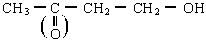 CH₃ — C — CH₂ — CH₂ — OH
( O )